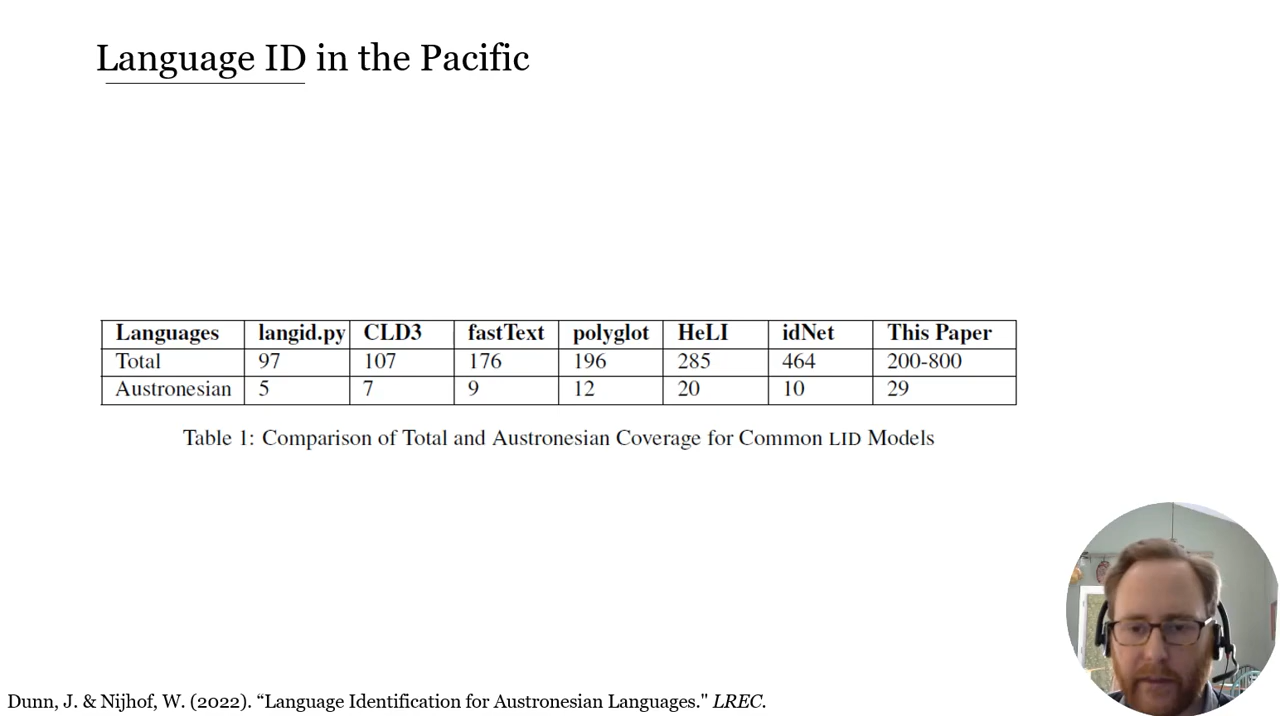 Language ID in the Pacific
Languages langid.py CLD3 fastText polyglot HeLI idNet This Paper
Total 97 107 176 196 285 464 200-800
Austronesian 5 7 9 12 20 10 29
Table 1: Comparison of Total and Austronesian Coverage for Common LID Models
Dunn, J. & Nijhof, W. (2022). “Language Identification for Austronesian Languages." LREC.